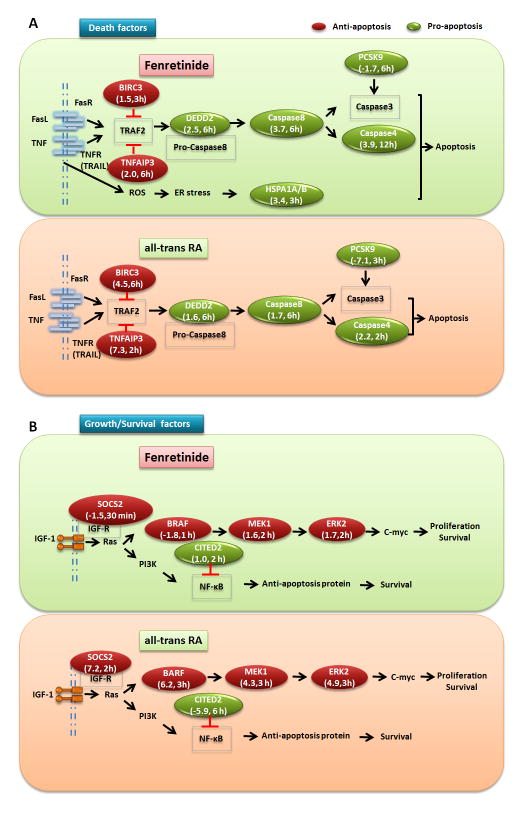 A
Death factors
Anti-apoptosis
Pro-apoptosis
Fenretinide
PCSK9
(-1.7, 6h)
BIRC3
(1.5,3h)
FasR
FasL
TNF
TRAF2
DEDD2
(2.5, 6h)
Pro-Caspase8
Caspase8
(3.7, 6h)
Caspase3
Caspase4
(3.9, 12h)
Apoptosis
TNFR
(TRAIL)
TNFAIP3
(2.0, 6h)
ROS
ER stress
HSPA1A/B
(3.4, 3h)
all-trans RA
PCSK9
(-7.1, 3h)
BIRC3
(4.5,6h)
FasR
FasL
TNF
TRAF2
DEDD2
(1.6, 6h)
Pro-Caspase8
Caspase8
(1.7, 6h)
Caspase3
Caspase4
(2.2, 2h)
Apoptosis
TNFR
(TRAIL)
TNFAIP3
(7.3, 2h)
B
Growth/Survival factors
Fenretinide
SOCS2
(-1.5,30 min)
IGF-R
IGF-1
Ras
BRAF
(-1.8,1 h)
MEK1
(1.6,2 h)
ERK2
(1.7,2h)
C-myc
Proliferation
Survival
CITED2
(1.0, 2 h)
PI3K
NF-κB
Anti-apoptosis protein
Survival
all-trans RA
SOCS2
(7.2, 2h)
IGF-R
IGF-1
Ras
BARF
(6.2, 3h)
MEK1
(4.3,3 h)
ERK2
(4.9,3h)
C-myc
Proliferation
Survival
CITED2
(-5.9, 6 h)
PI3K
NF-κB
Anti-apoptosis protein
Survival